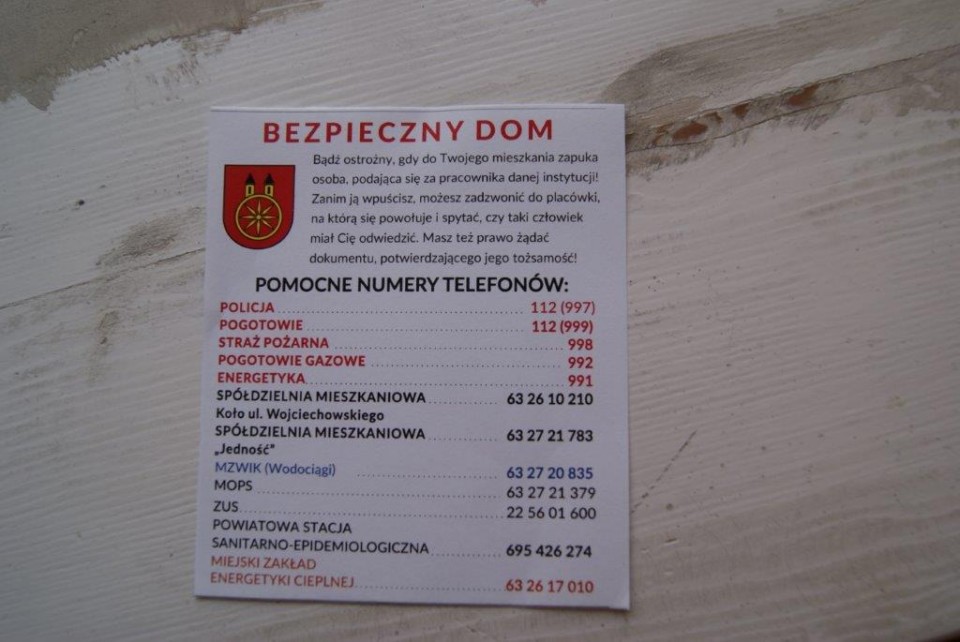 BEZPIECZNY DOM
Bądź ostrożny, gdy do Twojego mieszkania zapuka
osoba, podająca się za pracownika danej instytucji!
Zanim ją wpuścisz, możesz zadzwonić do placówki,
na którą się powołuje i spytać, czy taki człowiek
miał Cię odwiedzić. Masz też prawo żądać
dokumentu, potwierdzającego jego tożsamość!
POMOCNE NUMERY TELEFONÓW:
POLICJA 112 (997)
POGOTOWIE 112 (999)
STRAŻ POŻARNA 998
POGOTOWIE GAZOWE 992
ENERGETYKA 991
SPÓŁDZIELNIA MIESZKANIOWA 63 26 10 210
Koło ul. Wojciechowskiego
SPÓŁDZIELNIA MIESZKANIOWA 63 27 21 783
„Jedność"
MZWIK (Wodociągi) 63 27 20 835
MOPS 63 27 21 379
ZUS 22 56 01 600
POWIATOWA STACJA
SANITARNO-EPIDEMIOLOGICZNA 695 426 274
MIEJSKI ZAKŁAD
ENERGETYKI CIEPLNEJ 63 26 17 010